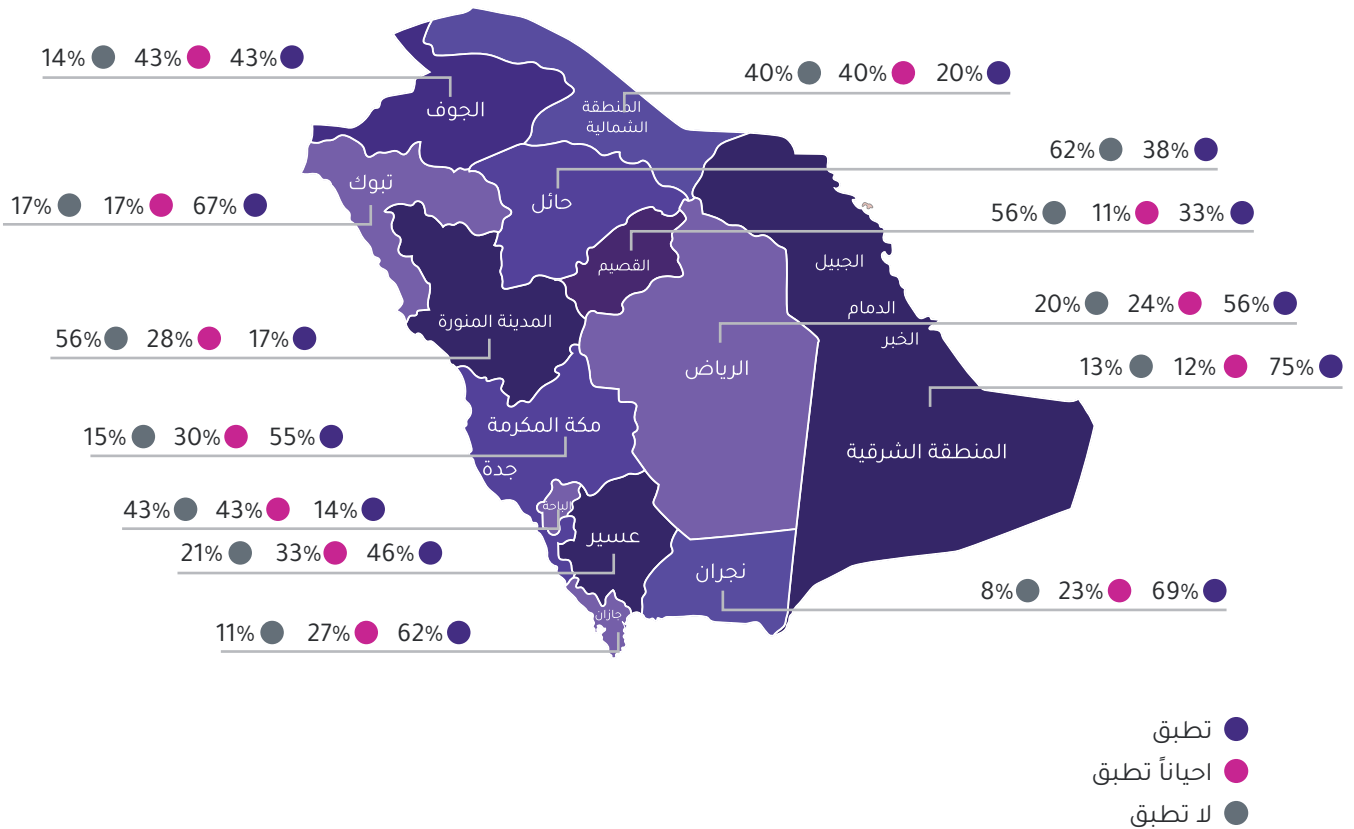 14% 43% 43%
الجوف
40% 40% 20%
المنطقة
الشمالية
62% 38%
حائل
تبوك
17% 17% 67%
56% 11% 33%
القصيم
الجبيل
الدمام
الخبر
20% 24% 56%
المدينة المنورة
56% 28% 17%
الرياض
13% 12% 75%
مكة المكرمة
15% 30% 55%
جدة
المنطقة الشرقية
43% 43% 14%
الباحة
21% 33% 46%
عسير
نجران
8% 23% 69%
جازان
11% 27% 62%
تطبق
احياناً تطبق
لا تطبق